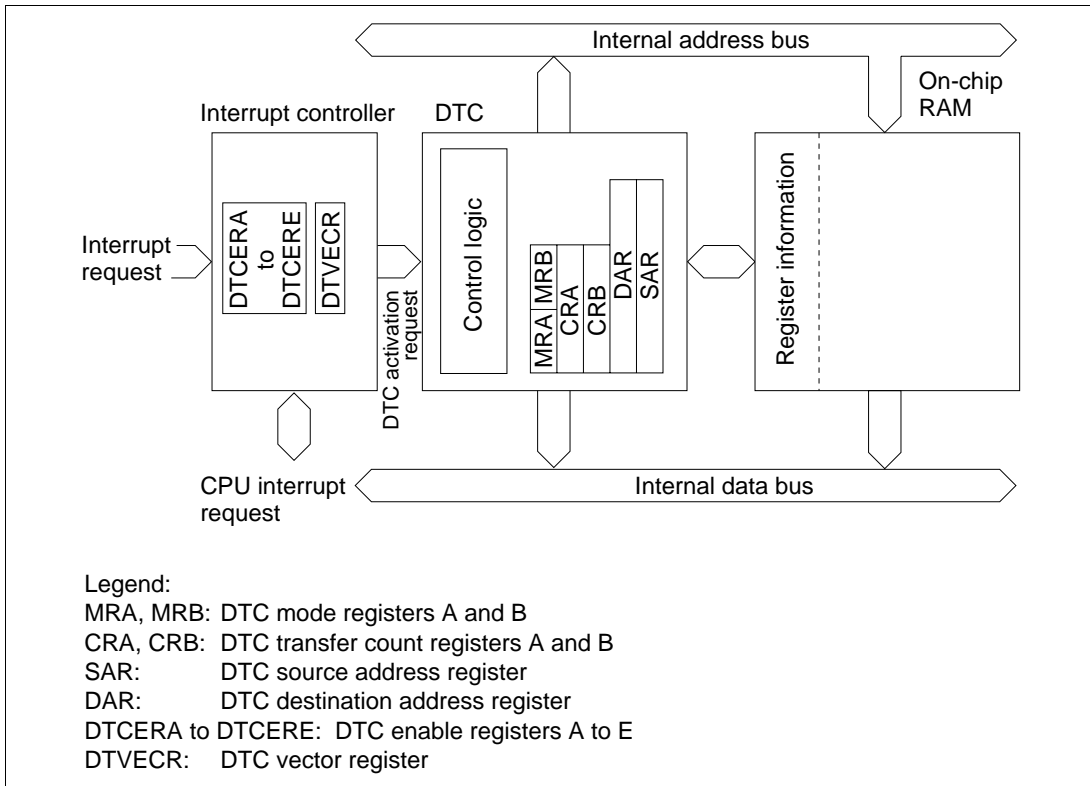 Internal address bus
On-chip
RAM
Interrupt controller
DTC
Interrupt
request
DTCERA
to
DTCERE
DTVECR
DTC activation
request
Control logic
MRA
MRB
CRA
CRB
DAR
SAR
Register information
CPU interrupt
request
Internal data bus
Legend:
MRA, MRB: DTC mode registers A and B
CRA, CRB: DTC transfer count registers A and B
SAR: DTC source address register
DAR: DTC destination address register
DTCERA to DTCERE: DTC enable registers A to E
DTVECR: DTC vector register